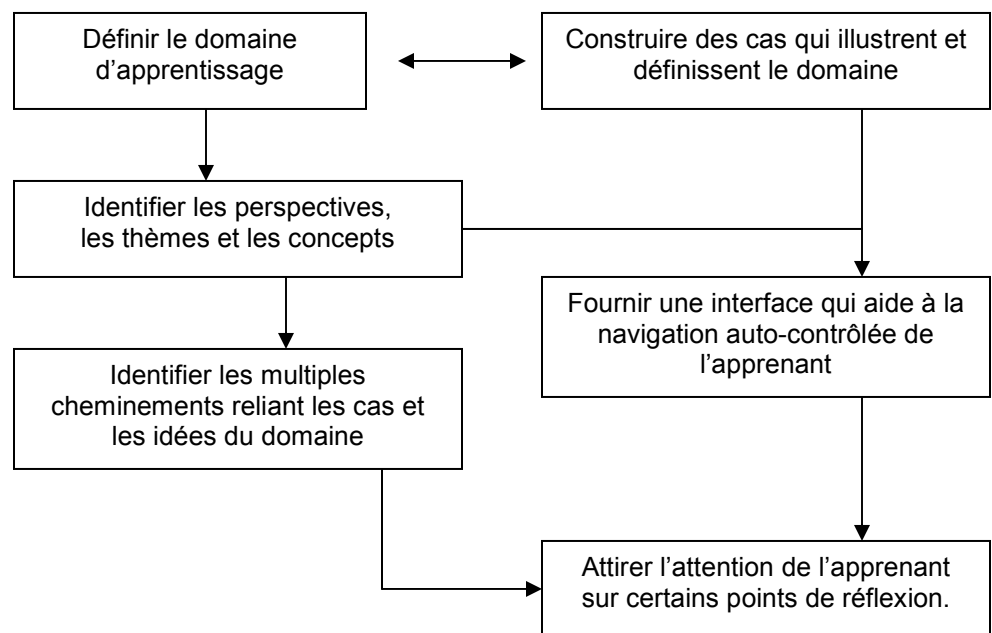 Définir le domaine
d’apprentissage
Construire des cas qui illustrent et
définissent le domaine
Identifier les perspectives,
les thèmes et les concepts
Fournir une interface qui aide à la
navigation auto-contrôlée de
l’apprenant
Identifier les multiples
cheminements reliant les cas et
les idées du domaine
Attirer l’attention de l’apprenant
sur certains points de réflexion.